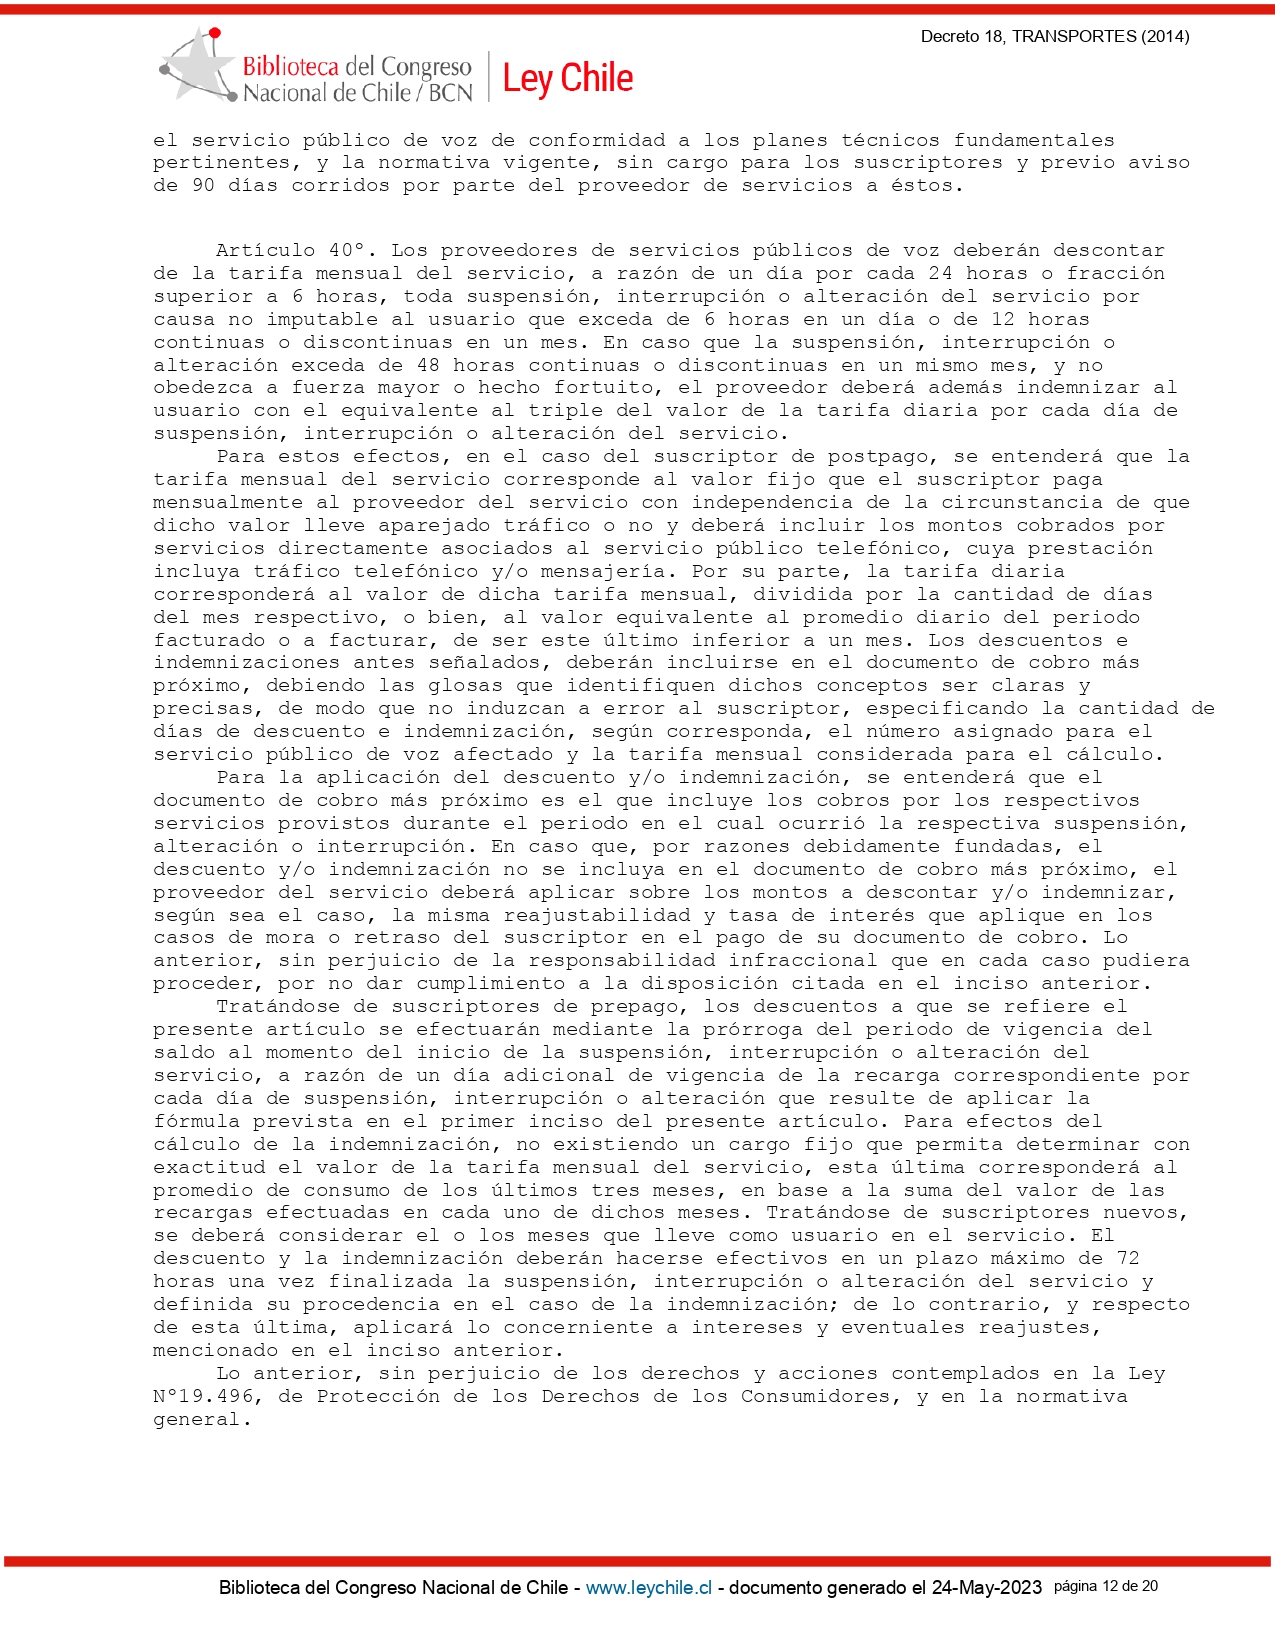 Decreto 18, TRANSPORTES (2014)
Biblioteca del Congreso
Nacional de Chile / BCN
Ley Chile
el servicio público de voz de conformidad a los planes técnicos fundamentales
pertinentes, y la normativa vigente, sin cargo para los suscriptores y previo aviso
de 90 días corridos por parte del proveedor de servicios a éstos.
Artículo 40º. Los proveedores de servicios públicos de voz deberán descontar
de la tarifa mensual del servicio, a razón de un día por cada 24 horas o fracción
superior a 6 horas, toda suspensión, interrupción o alteración del servicio por
causa no imputable al usuario que exceda de 6 horas en un día o de 12 horas
continuas o discontinuas en un mes. En caso que la suspensión, interrupción o
alteración exceda de 48 horas continuas o discontinuas en un mismo mes, y no
obedezca a fuerza mayor o hecho fortuito, el proveedor deberá además indemnizar al
usuario con el equivalente al triple del valor de la tarifa diaria por cada día de
suspensión, interrupción o alteración del servicio.
Para estos efectos, en el caso del suscriptor de postpago, se entenderá que la
tarifa mensual del servicio corresponde al valor fijo que el suscriptor paga
mensualmente al proveedor del servicio con independencia de la circunstancia de que
dicho valor lleve aparejado tráfico o no y deberá incluir los montos cobrados por
servicios directamente asociados al servicio público telefónico, cuya prestación
incluya tráfico telefónico y/o mensajería. Por su parte, la tarifa diaria
corresponderá al valor de dicha tarifa mensual, dividida por la cantidad de días
del mes respectivo, o bien, al valor equivalente al promedio diario del periodo
facturado o a facturar, de ser este último inferior a un mes. Los descuentos e
indemnizaciones antes señalados, deberán incluirse en el documento de cobro más
próximo, debiendo las glosas que identifiquen dichos conceptos ser claras y
precisas, de modo que no induzcan a error al suscriptor, especificando la cantidad de
días de descuento e indemnización, según corresponda, el número asignado para el
servicio público de voz afectado y la tarifa mensual considerada para el cálculo.
Para la aplicación del descuento y/o indemnización, se entenderá que el
documento de cobro más próximo es el que incluye los cobros por los respectivos
servicios provistos durante el periodo en el cual ocurrió la respectiva suspensión,
alteración o interrupción. En caso que, por razones debidamente fundadas, el
descuento y/o indemnización no se incluya en el documento de cobro más próximo, el
proveedor del servicio deberá aplicar sobre los montos a descontar y/o indemnizar,
según sea el caso, la misma reajustabilidad y tasa de interés que aplique en los
casos de mora o retraso del suscriptor en el pago de su documento de cobro. Lo
anterior, sin perjuicio de la responsabilidad infraccional que en cada caso pudiera
proceder, por no dar cumplimiento a la disposición citada en el inciso anterior.
Tratándose de suscriptores de prepago, los descuentos a que se refiere el
presente artículo se efectuarán mediante la prórroga del periodo de vigencia del
saldo al momento del inicio de la suspensión, interrupción o alteración del
servicio, a razón de un día adicional de vigencia de la recarga correspondiente por
cada día de suspensión, interrupción o alteración que resulte de aplicar la
fórmula prevista en el primer inciso del presente artículo. Para efectos del
cálculo de la indemnización, no existiendo un cargo fijo que permita determinar con
exactitud el valor de la tarifa mensual del servicio, esta última corresponderá al
promedio de consumo de los últimos tres meses, en base a la suma del valor de las
recargas efectuadas en cada uno de dichos meses. Tratándose de suscriptores nuevos,
se deberá considerar el o los meses que lleve como usuario en el servicio. El
descuento y la indemnización deberán hacerse efectivos en un plazo máximo de 72
horas una vez finalizada la suspensión, interrupción o alteración del servicio y
definida su procedencia en el caso de la indemnización; de lo contrario, y respecto
de esta última, aplicará lo concerniente a intereses y eventuales reajustes,
mencionado en el inciso anterior.
Lo anterior, sin perjuicio de los derechos y acciones contemplados en la Ley
Nº19.496, de Protección de los Derechos de los Consumidores, y en la normativa
general.
Biblioteca del Congreso Nacional de Chile - www.leychile.cl - documento generado el 24-May-2023 página 12 de 20